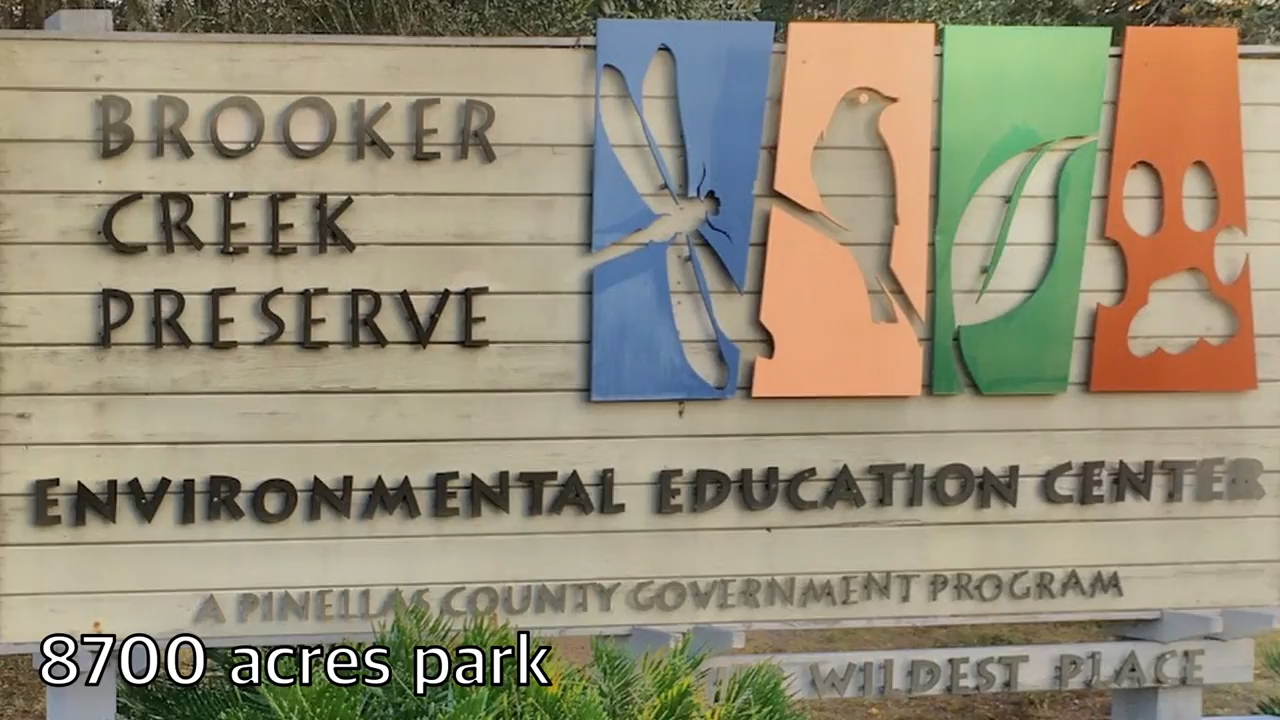 BROOKER
CREEK
PRESERVE
ENVIRONMENTAL EDUCATION CENTER
A PINELLAS COUNTY GOVERNMENT PROGRAM
WILDEST PLACE
8700 acres park